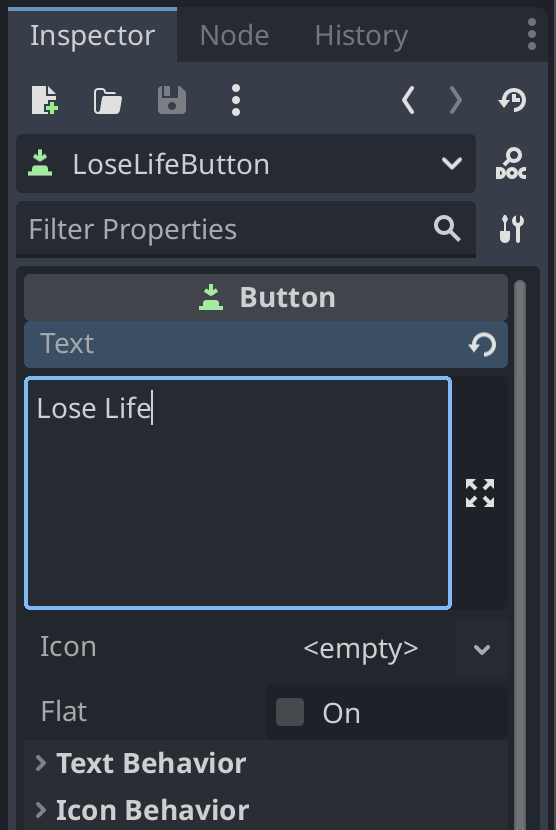 Inspector Node History
LoseLifeButton
DOC
Filter Properties
Button
Text
Lose Life
Icon <empty>
Flat On
Text Behavior
Icon Behavior